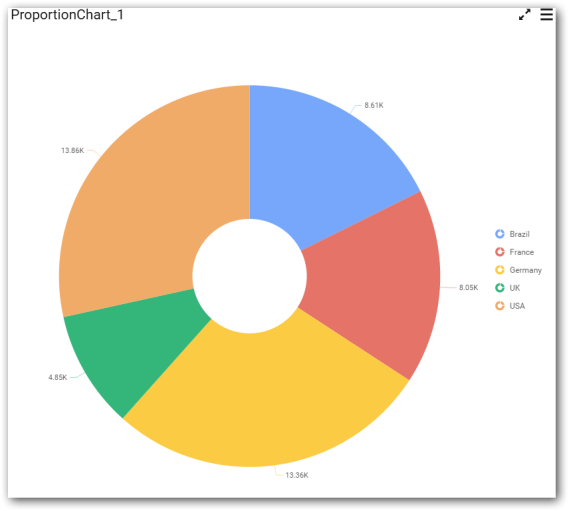 ProportionChart_1
8.61K
13.86K
Brazil
France
Germany
8.05K
UK
USA
4.85K
13.36K